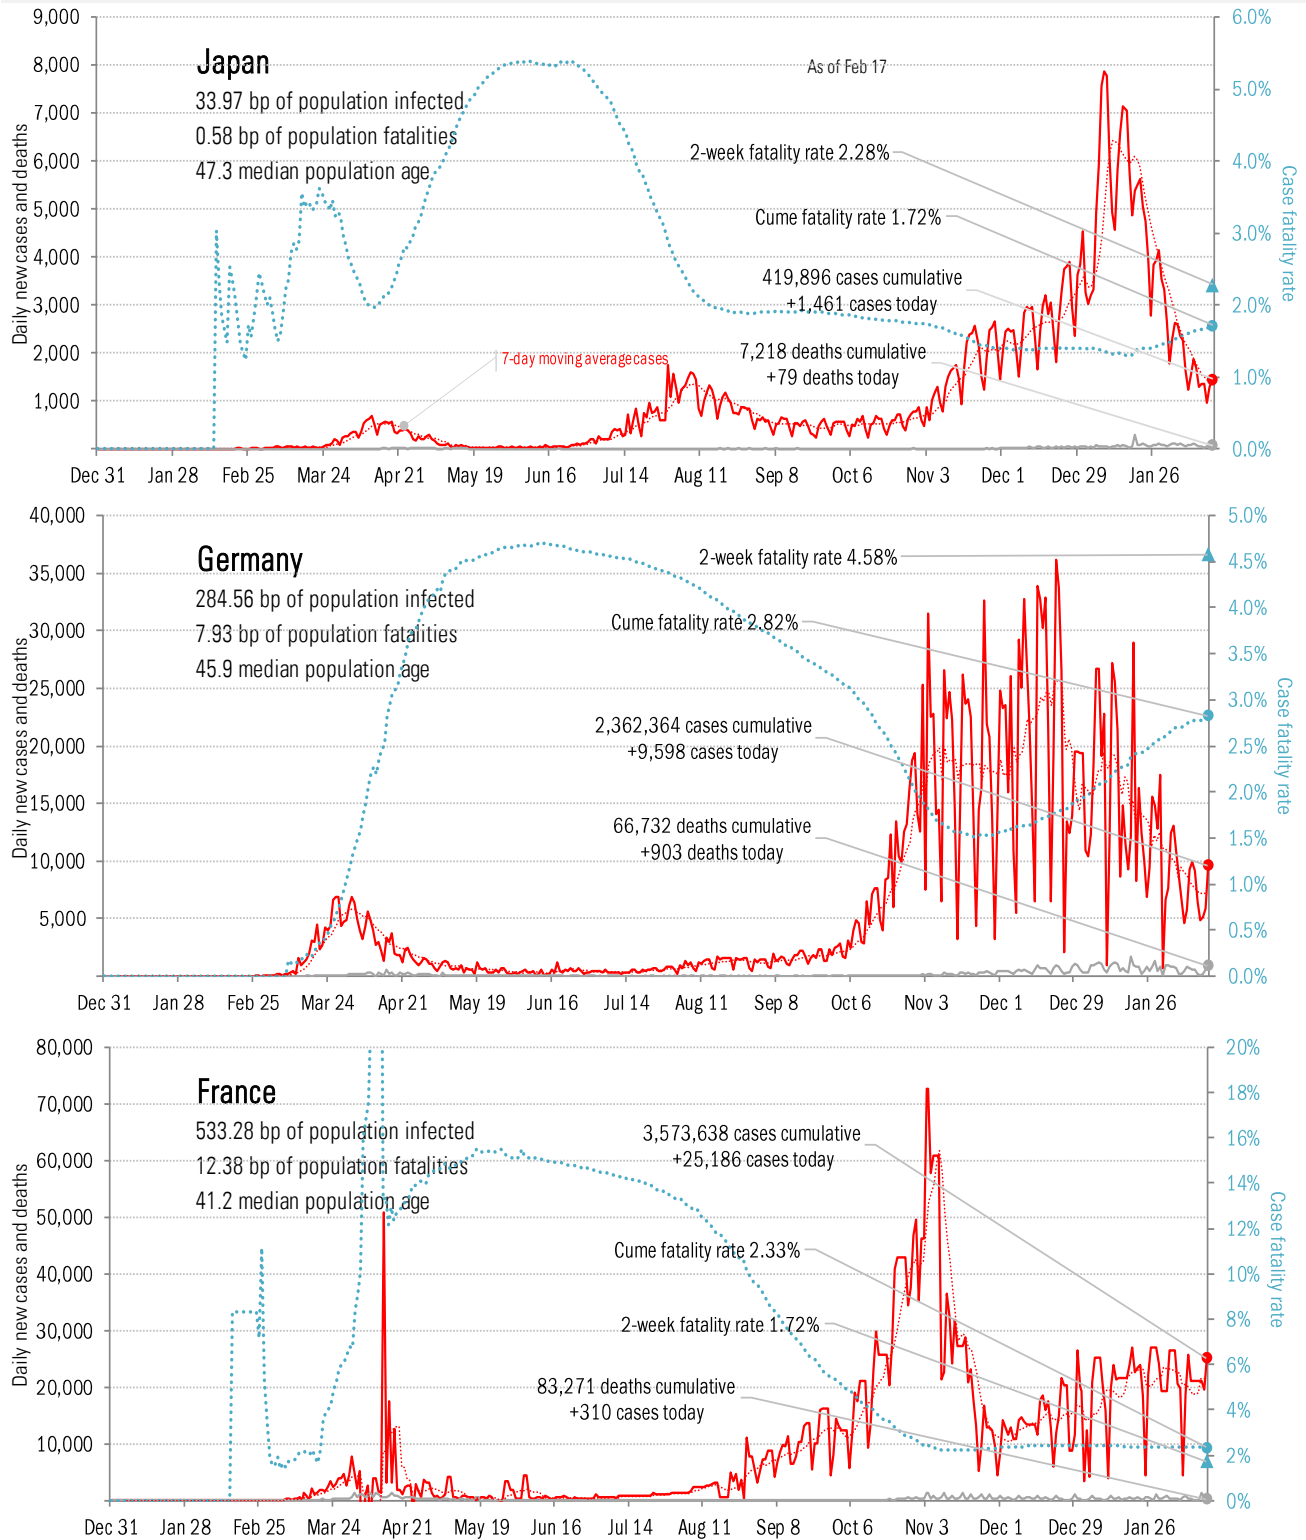 9,000
8,000
7,000
6,000
5,000
4,000
3,000
2,000
1,000
Daily new cases and deaths
Japan
33.97 bp of population infected
0.58 bp of population fatalities
47.3 median population age
As of Feb 17
2-week fatality rate 2.28%
Cume fatality rate 1.72%
419,896 cases cumulative
+1,461 cases today
7,218 deaths cumulative
+79 deaths today
7-day moving average cases
6.0%
5.0%
4.0%
3.0%
2.0%
1.0%
0.0%
Case fatality rate
Dec 31 Jan 28 Feb 25 Mar 24 Apr 21 May 19 Jun 16 Jul 14 Aug 11 Sep 8 Oct 6 Nov 3 Dec 1 Dec 29 Jan 26
40,000
35,000
30,000
25,000
20,000
15,000
10,000
5,000
Daily new cases and deaths
Germany
284.56 bp of population infected
7.93 bp of population fatalities
45.9 median population age
2-week fatality rate 4.58%
Cume fatality rate 2.82%
2,362,364 cases cumulative
+9,598 cases today
66,732 deaths cumulative
+903 deaths today
5.0%
4.5%
4.0%
3.5%
3.0%
2.5%
2.0%
1.5%
1.0%
0.5%
0.0%
Case fatality rate
Dec 31 Jan 28 Feb 25 Mar 24 Apr 21 May 19 Jun 16 Jul 14 Aug 11 Sep 8 Oct 6 Nov 3 Dec 1 Dec 29 Jan 26
80,000
70,000
60,000
50,000
40,000
30,000
20,000
10,000
Daily new cases and deaths
France
533.28 bp of population infected
12.38 bp of population fatalities
41.2 median population age
3,573,638 cases cumulative
+25,186 cases today
Cume fatality rate 2.33%
2-week fatality rate 1.72%
83,271 deaths cumulative
+310 cases today
20%
18%
16%
14%
12%
10%
8%
6%
4%
2%
0%
Case fatality rate
Dec 31 Jan 28 Feb 25 Mar 24 Apr 21 May 19 Jun 16 Jul 14 Aug 11 Sep 8 Oct 6 Nov 3 Dec 1 Dec 29 Jan 26